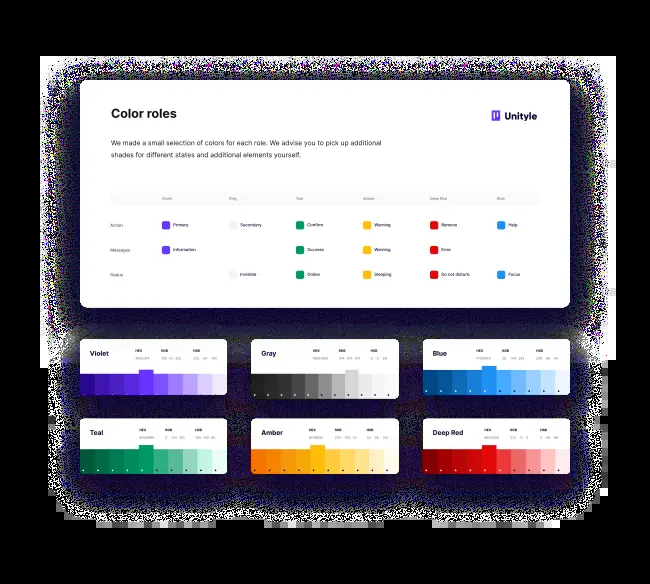 Color roles
Unityle
We made a small selection of colors for each role. We advise you to pick up additional
shades for different states and additional elements yourself.
Violet Gray Teal Amber Deep Red Blue
Action Primary Secondary Confirm Warning Remove Help
Messages Information Success Warning Error
Status Invisible Online Sleeping Do not disturb Focus
Violet HEX RGB HSB
Gray HEX RGB HSB
Blue HEX RGB HSB
Teal HEX RGB HSB
Amber HEX RGB HSB
Deep Red HEX RGB HSB